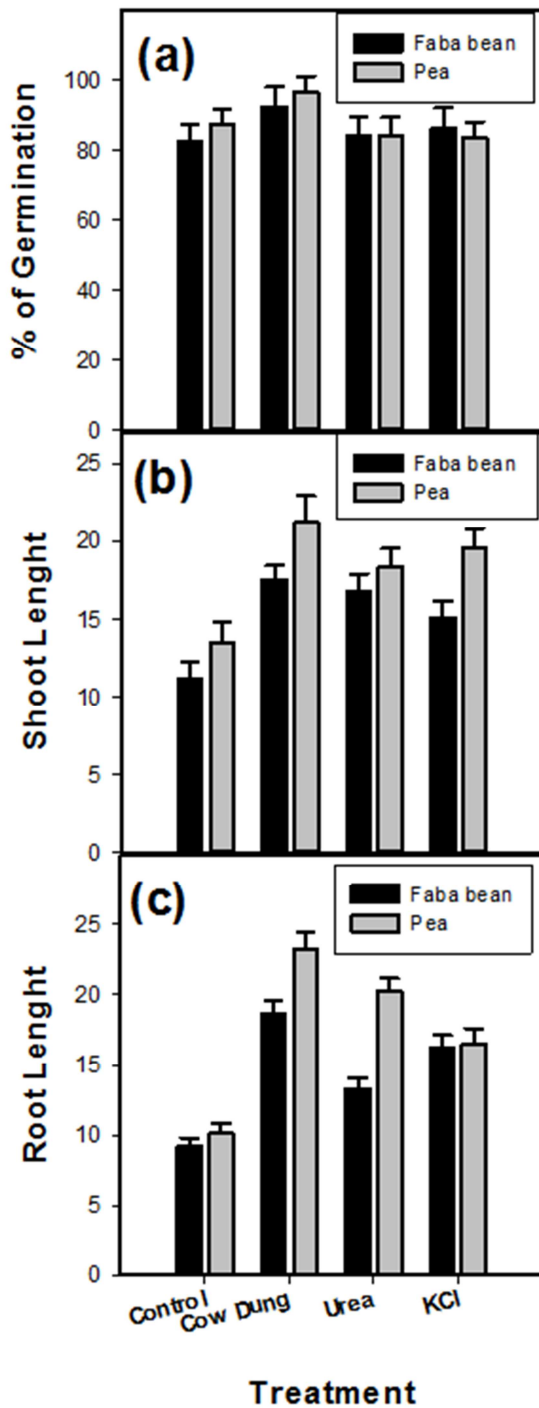 (a)
Faba bean
Pea
% of Germination
100
80
60
40
20
0
(b)
Faba bean
Pea
Shoot Lenght
25
20
15
10
5
0
(c)
Faba bean
Pea
Root Lenght
25
20
15
10
5
0
Control
Cow Dung
Urea
KCl
Treatment